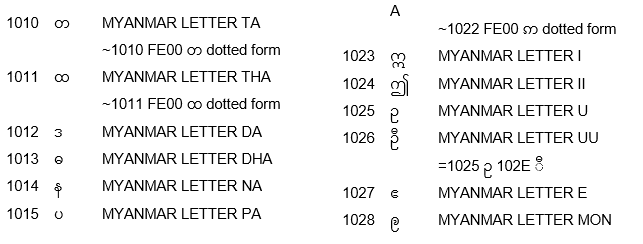 1010 တ MYANMAR LETTER TA
~1010 FE00 တ dotted form
1011 ထ MYANMAR LETTER THA
~1011 FE00 ထ dotted form
1012 ဒ MYANMAR LETTER DA
1013 ဓ MYANMAR LETTER DHA
1014 န MYANMAR LETTER NA
1015 ပ MYANMAR LETTER PA
A
~1022 FE00 ဢ dotted form
1023 ဣ MYANMAR LETTER I
1024 ဤ MYANMAR LETTER II
1025 ဥ MYANMAR LETTER U
1026 ဦ MYANMAR LETTER UU
=1025 ဥ 102E ီ
1027 ဧ MYANMAR LETTER E
1028 ဨ MYANMAR LETTER MON